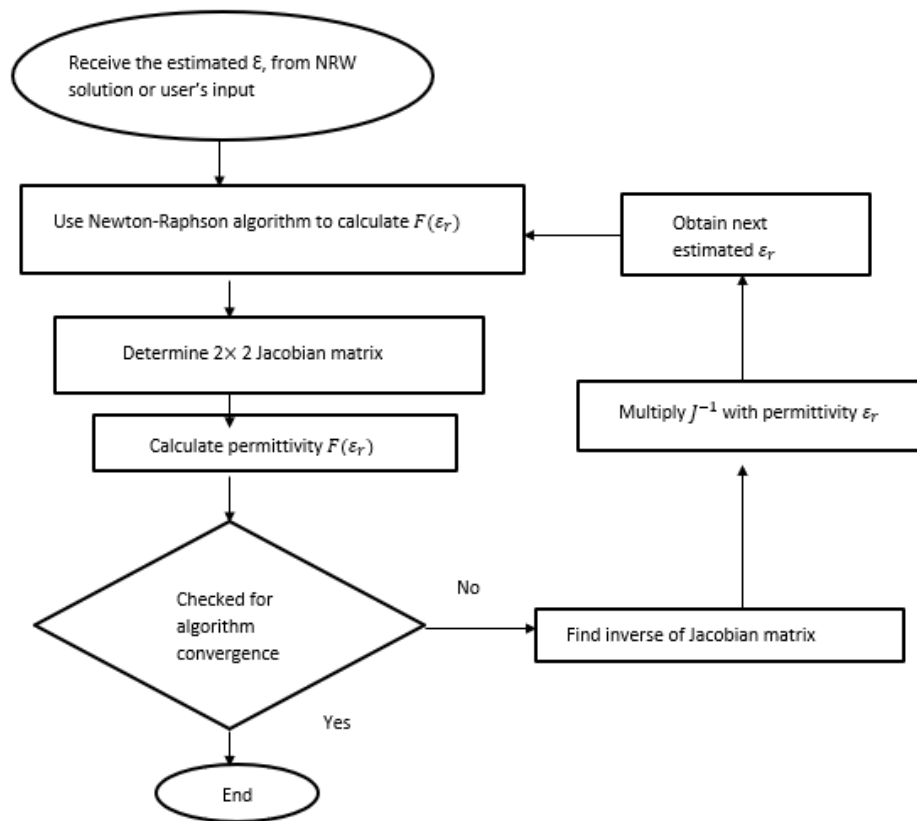 Receive the estimated Ɛ, from NRW
solution or user's input
Use Newton-Raphson algorithm to calculate F(εᵣ)
Obtain next
estimated εᵣ
Determine 2× 2 Jacobian matrix
Multiply J⁻¹ with permittivity εᵣ
Calculate permittivity F(εᵣ)
Checked for
algorithm
convergence
No
Find inverse of Jacobian matrix
Yes
End